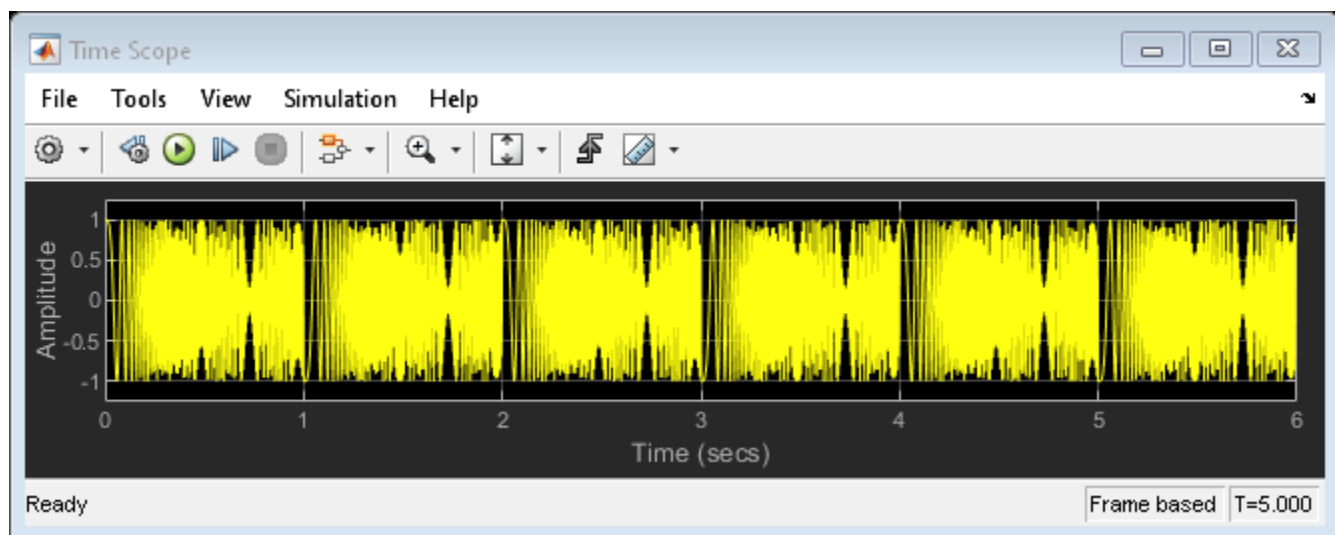 Time Scope
File Tools View Simulation Help
1
0.5
0
-0.5
-1
Amplitude
0 1 2 3 4 5 6
Time (secs)
Ready Frame based T=5.000